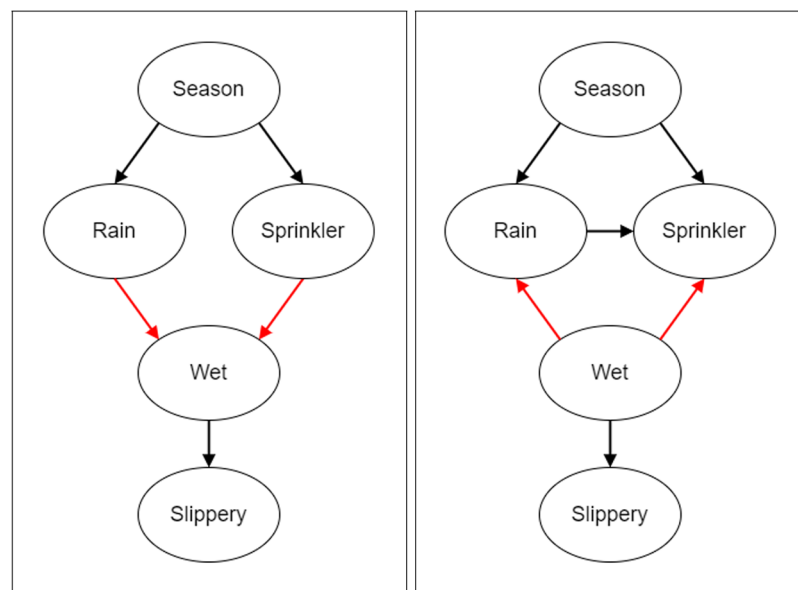 Season
Rain
Sprinkler
Wet
Slippery
Season
Rain
Sprinkler
Wet
Slippery